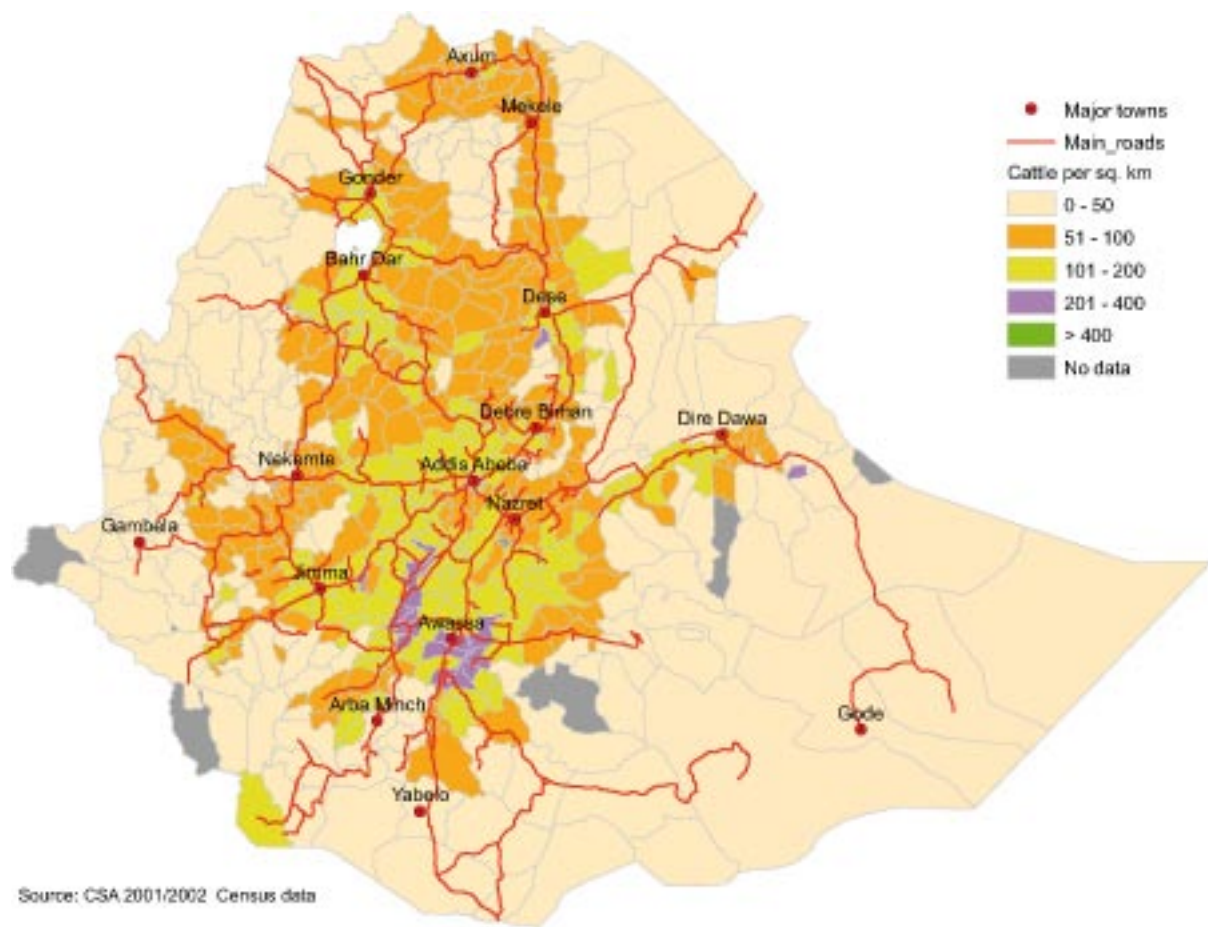 Axum
Mekele
Gonder
Bahr Dar
Dese
Debre Birhan
Dire Dawa
Nekemte
Addis Abeba
Nazret
Gambela
Jimma
Awassa
Arba Minch
Gode
Yabelo
Major towns
Main_roads
Cattle per sq. km
0 - 50
51 - 100
101 - 200
201 - 400
> 400
No data
Source: CSA 2001/2002 Census data